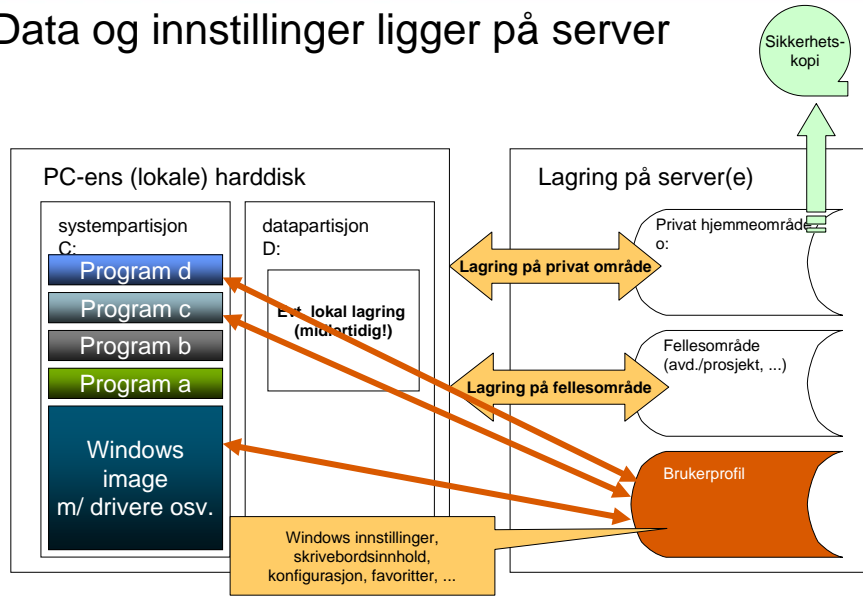 Data og innstillinger ligger på server
Sikkerhets-
kopi
PC-ens (lokale) harddisk
systempartisjon
C:
Program d
Program c
Program b
Program a
Windows
image
m/ drivere osv.
datapartisjon
D:
Evt. lokal lagring
(midlertidig!)
Lagring på privat område
Lagring på fellesområde
Windows innstillinger,
skrivebordsinnhold,
konfigurasjon, favoritter, ...
Lagring på server(e)
Privat hjemmeområde
o:
Fellesområde
(avd./prosjekt, ...)
Brukerprofil